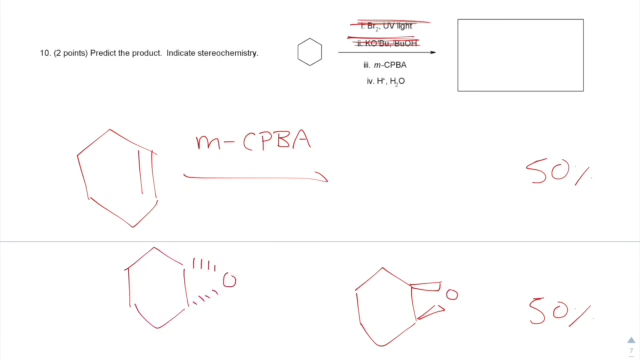 i. Br2, UV light
ii. KOtBu, tBuOH
10. (2 points) Predict the product. Indicate stereochemistry.
iii. m-CPBA
iv. H+, H2O
m-CPBA
50%
O
O
50%
7